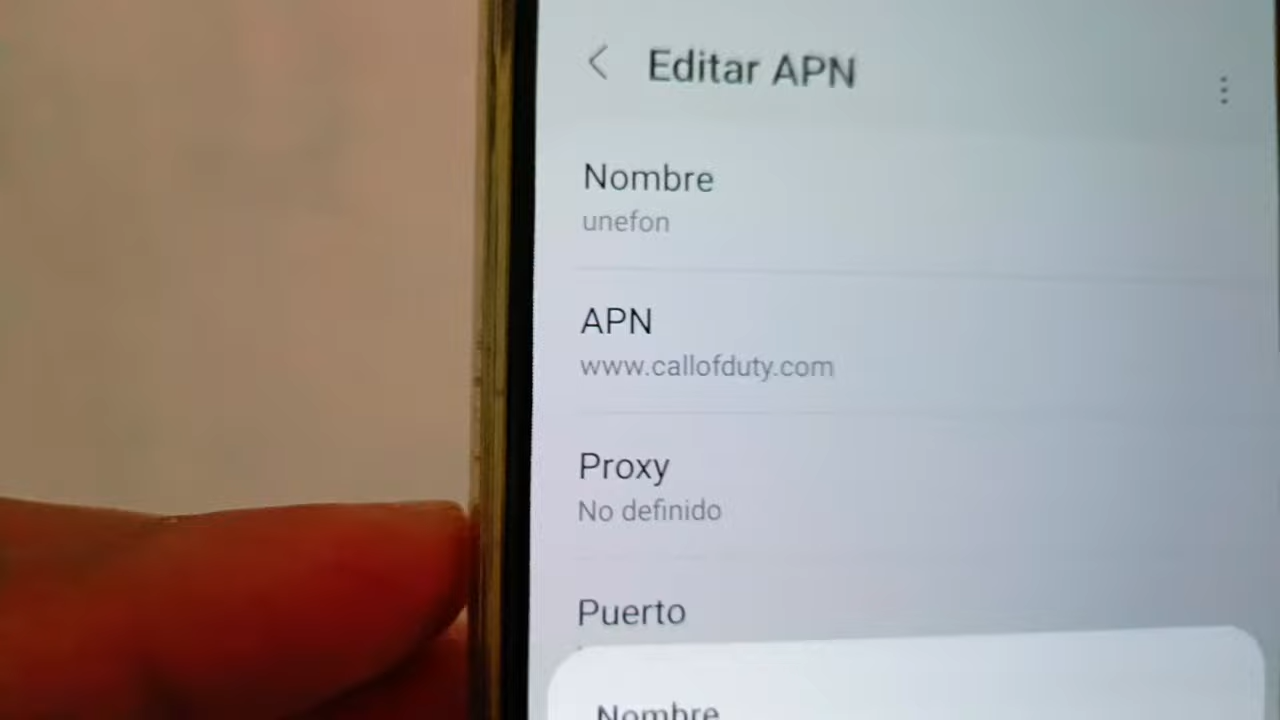 Editar APN
Nombre
unefon
APN
www.callofduty.com
Proxy
No definido
Puerto
Nombre